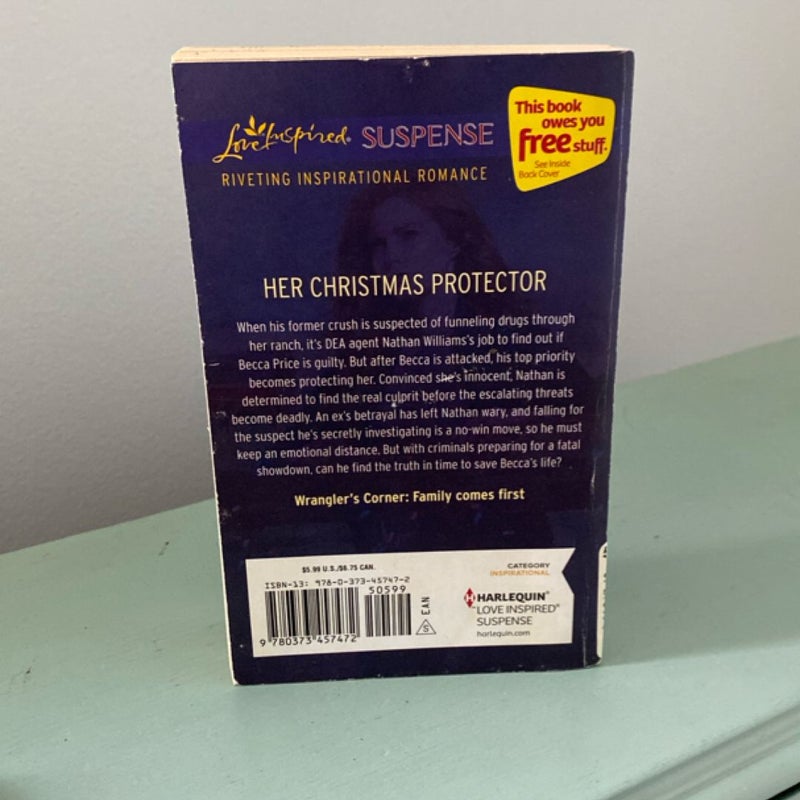 Love Inspired® SUSPENSE
RIVETING INSPIRATIONAL ROMANCE
This book
owes you
free stuff.
See Inside
Back Cover
HER CHRISTMAS PROTECTOR
When his former crush is suspected of funneling drugs through
her ranch, it's DEA agent Nathan Williams's job to find out if
Becca Price is guilty. But after Becca is attacked, his top priority
becomes protecting her. Convinced she's innocent, Nathan is
determined to find the real culprit before the escalating threats
become deadly. An ex's betrayal has left Nathan wary, and falling for
the suspect he's secretly investigating is a no-win move, so he must
keep an emotional distance. But with criminals preparing for a fatal
showdown, can he find the truth in time to save Becca's life?
Wrangler's Corner: Family comes first
$5.99 U.S./$6.75 CAN.
ISBN-13: 978-0-373-45747-2
50599
EAN
S
9 780373 457472
CATEGORY
INSPIRATIONAL
HARLEQUIN®
LOVE INSPIRED®
SUSPENSE
harlequin.com